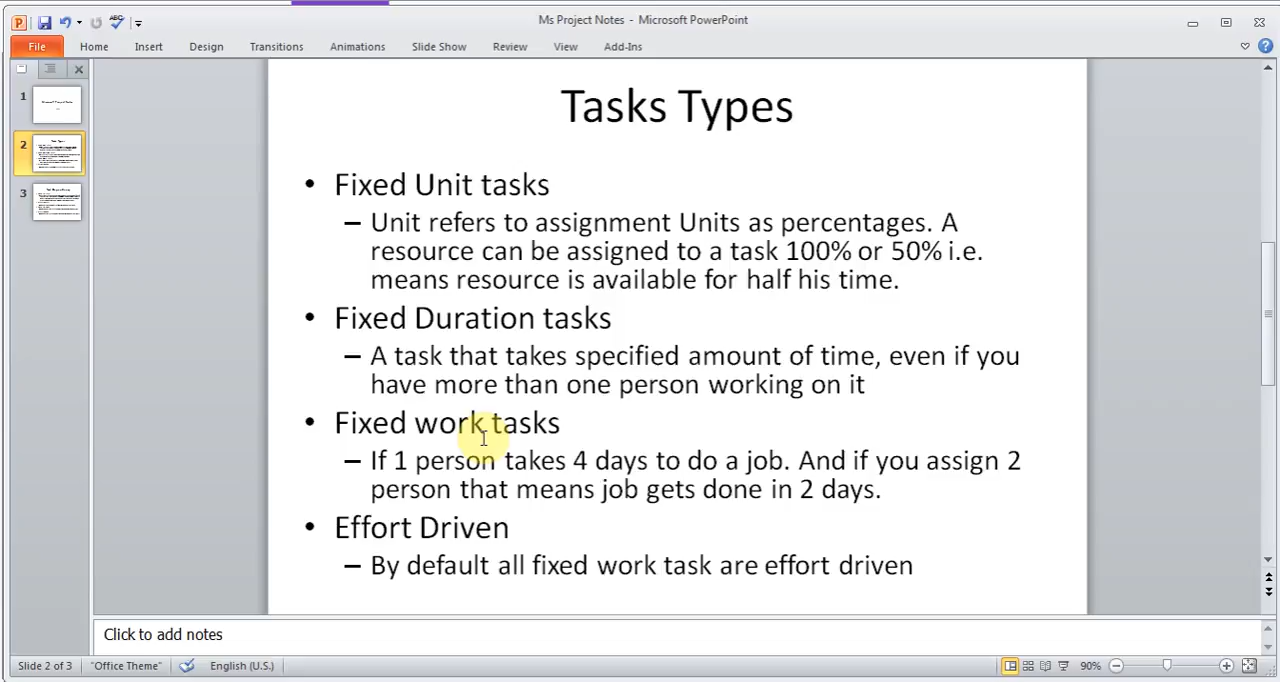 Ms Project Notes - Microsoft PowerPoint
File Home Insert Design Transitions Animations Slide Show Review View Add-Ins
Tasks Types
• Fixed Unit tasks
– Unit refers to assignment Units as percentages. A
resource can be assigned to a task 100% or 50% i.e.
means resource is available for half his time.
• Fixed Duration tasks
– A task that takes specified amount of time, even if you
have more than one person working on it
• Fixed work tasks
– If 1 person takes 4 days to do a job. And if you assign 2
person that means job gets done in 2 days.
• Effort Driven
– By default all fixed work task are effort driven
1
2
3
Click to add notes
Slide 2 of 3 "Office Theme" English (U.S.) 90%